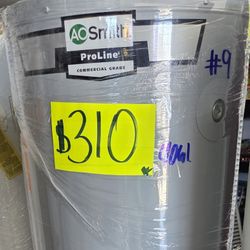 AO Smith
ProLine
COMMERCIAL-GRADE
#9
$310
40gl